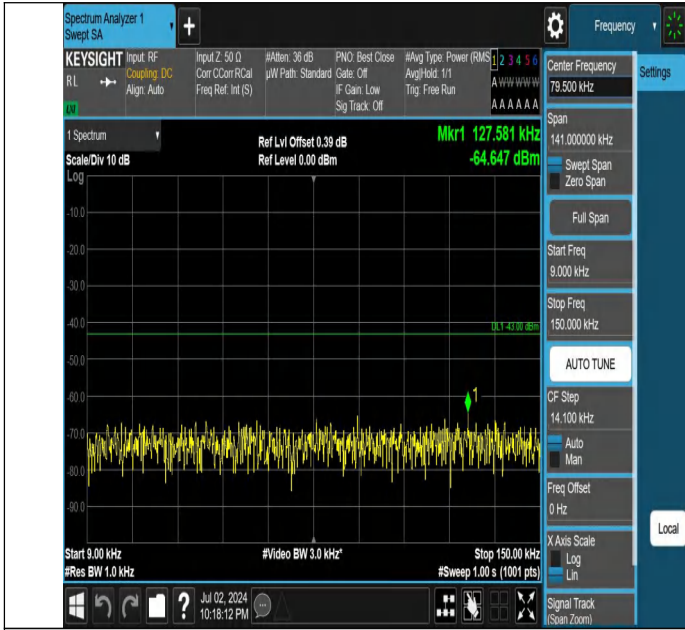 Spectrum Analyzer 1
Swept SA
+
Frequency
KEYSIGHT
RL
Input: RF
Coupling: DC
Align: Auto
Input Z: 50 Ω
Corr CCorr RCal
Freq Ref: Int (S)
#Atten: 36 dB
µW Path: Standard
PNO: Best Close
Gate: Off
IF Gain: Low
Sig Track: Off
#Avg Type: Power (RMS
Avg|Hold: 1/1
Trig: Free Run
1 2 3 4 5 6
A W W W W W
A A A A A A
1 Spectrum
Scale/Div 10 dB
Log
Ref Lvl Offset 0.39 dB
Ref Level 0.00 dBm
Mkr1 127.581 kHz
-64.647 dBm
-10.0
-20.0
-30.0
-40.0
DL1 -43.00 dBm
-50.0
-60.0
1
-70.0
-80.0
-90.0
Start 9.00 kHz
#Res BW 1.0 kHz
#Video BW 3.0 kHz*
Stop 150.00 kHz
#Sweep 1.00 s (1001 pts)
Center Frequency
79.500 kHz
Settings
Span
141.000000 kHz
Swept Span
Zero Span
Full Span
Start Freq
9.000 kHz
Stop Freq
150.000 kHz
AUTO TUNE
CF Step
14.100 kHz
Auto
Man
Freq Offset
0 Hz
Local
X Axis Scale
Log
Lin
Signal Track
(Span Zoom)
?
Jul 02, 2024
10:18:12 PM